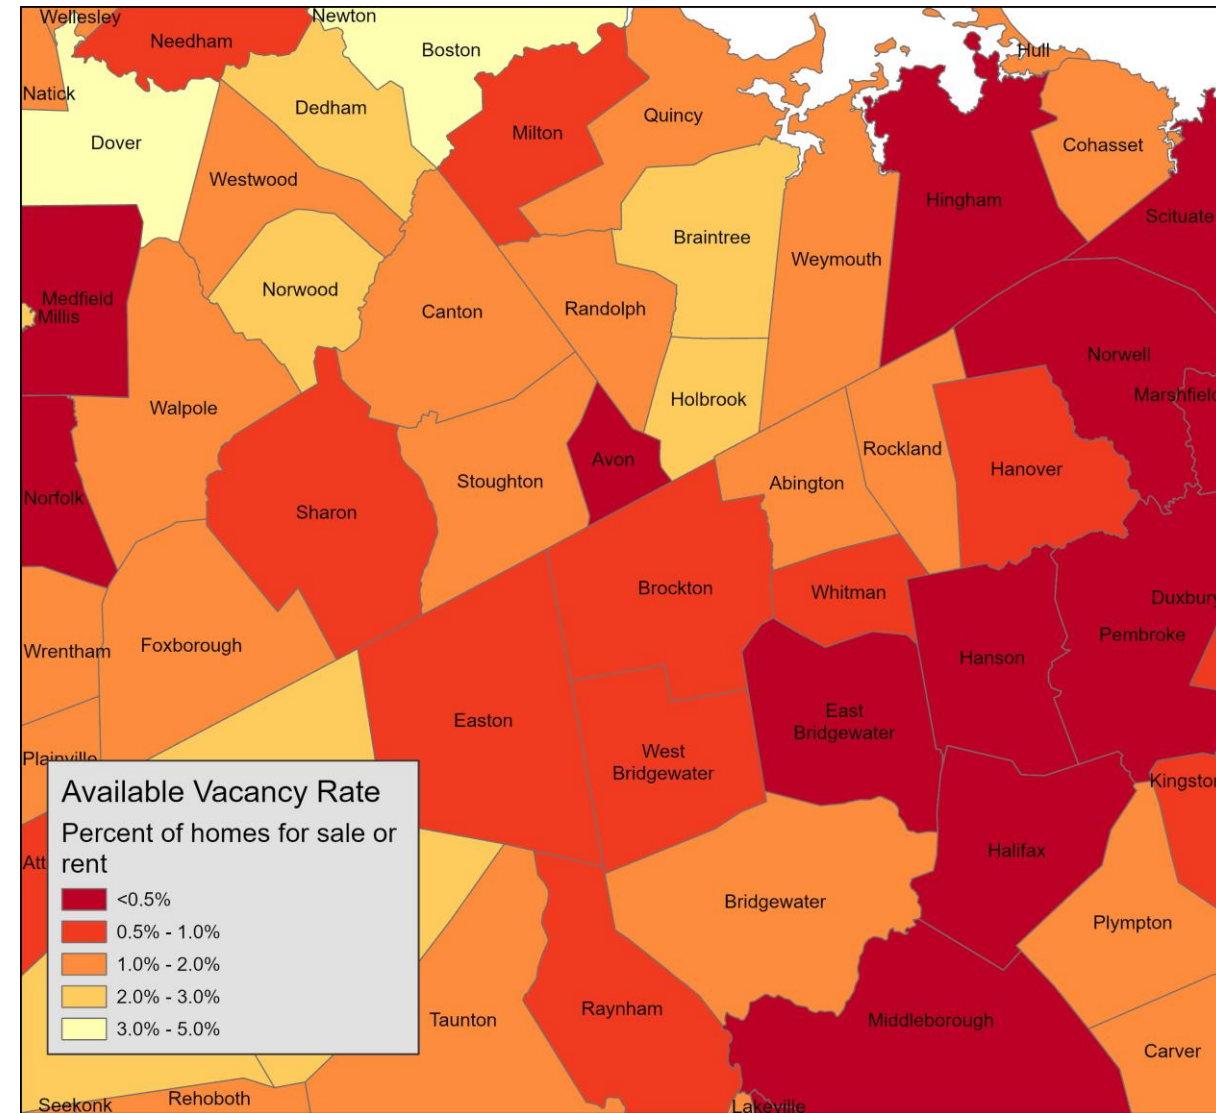 Wellesley
Newton
Needham
Boston
Hull
Natick
Dedham
Quincy
Milton
Dover
Cohasset
Westwood
Hingham
Scituate
Braintree
Weymouth
Norwood
Medfield
Millis
Canton
Randolph
Norwell
Marshfield
Holbrook
Walpole
Rockland
Avon
Hanover
Stoughton
Abington
Norfolk
Sharon
Brockton
Whitman
Duxbury
Pembroke
Foxborough
Wrentham
Hanson
Easton
East
Bridgewater
West
Bridgewater
Plainville
Kingston
Available Vacancy Rate
Percent of homes for sale or
rent
<0.5%
0.5% - 1.0%
1.0% - 2.0%
2.0% - 3.0%
3.0% - 5.0%
Att
Halifax
Bridgewater
Plympton
Raynham
Taunton
Middleborough
Carver
Rehoboth
Seekonk
Lakeville